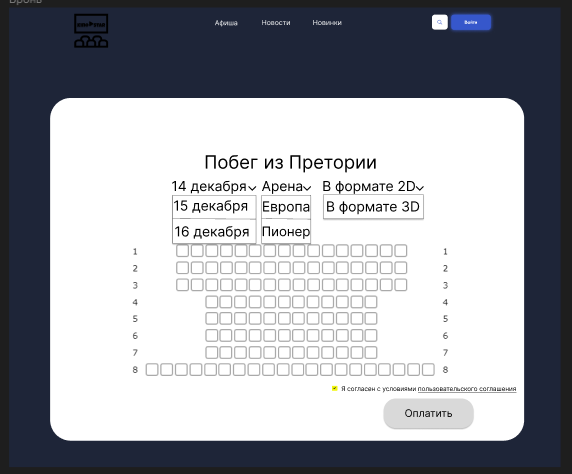 Бронь
Афиша Новости Новинки Войти
Побег из Претории
14 декабря Арена В формате 2D
15 декабря Европа В формате 3D
16 декабря Пионер
1 1
2 2
3 3
4 4
5 5
6 6
7 7
8 8
Я согласен с условиями пользовательского соглашения
Оплатить